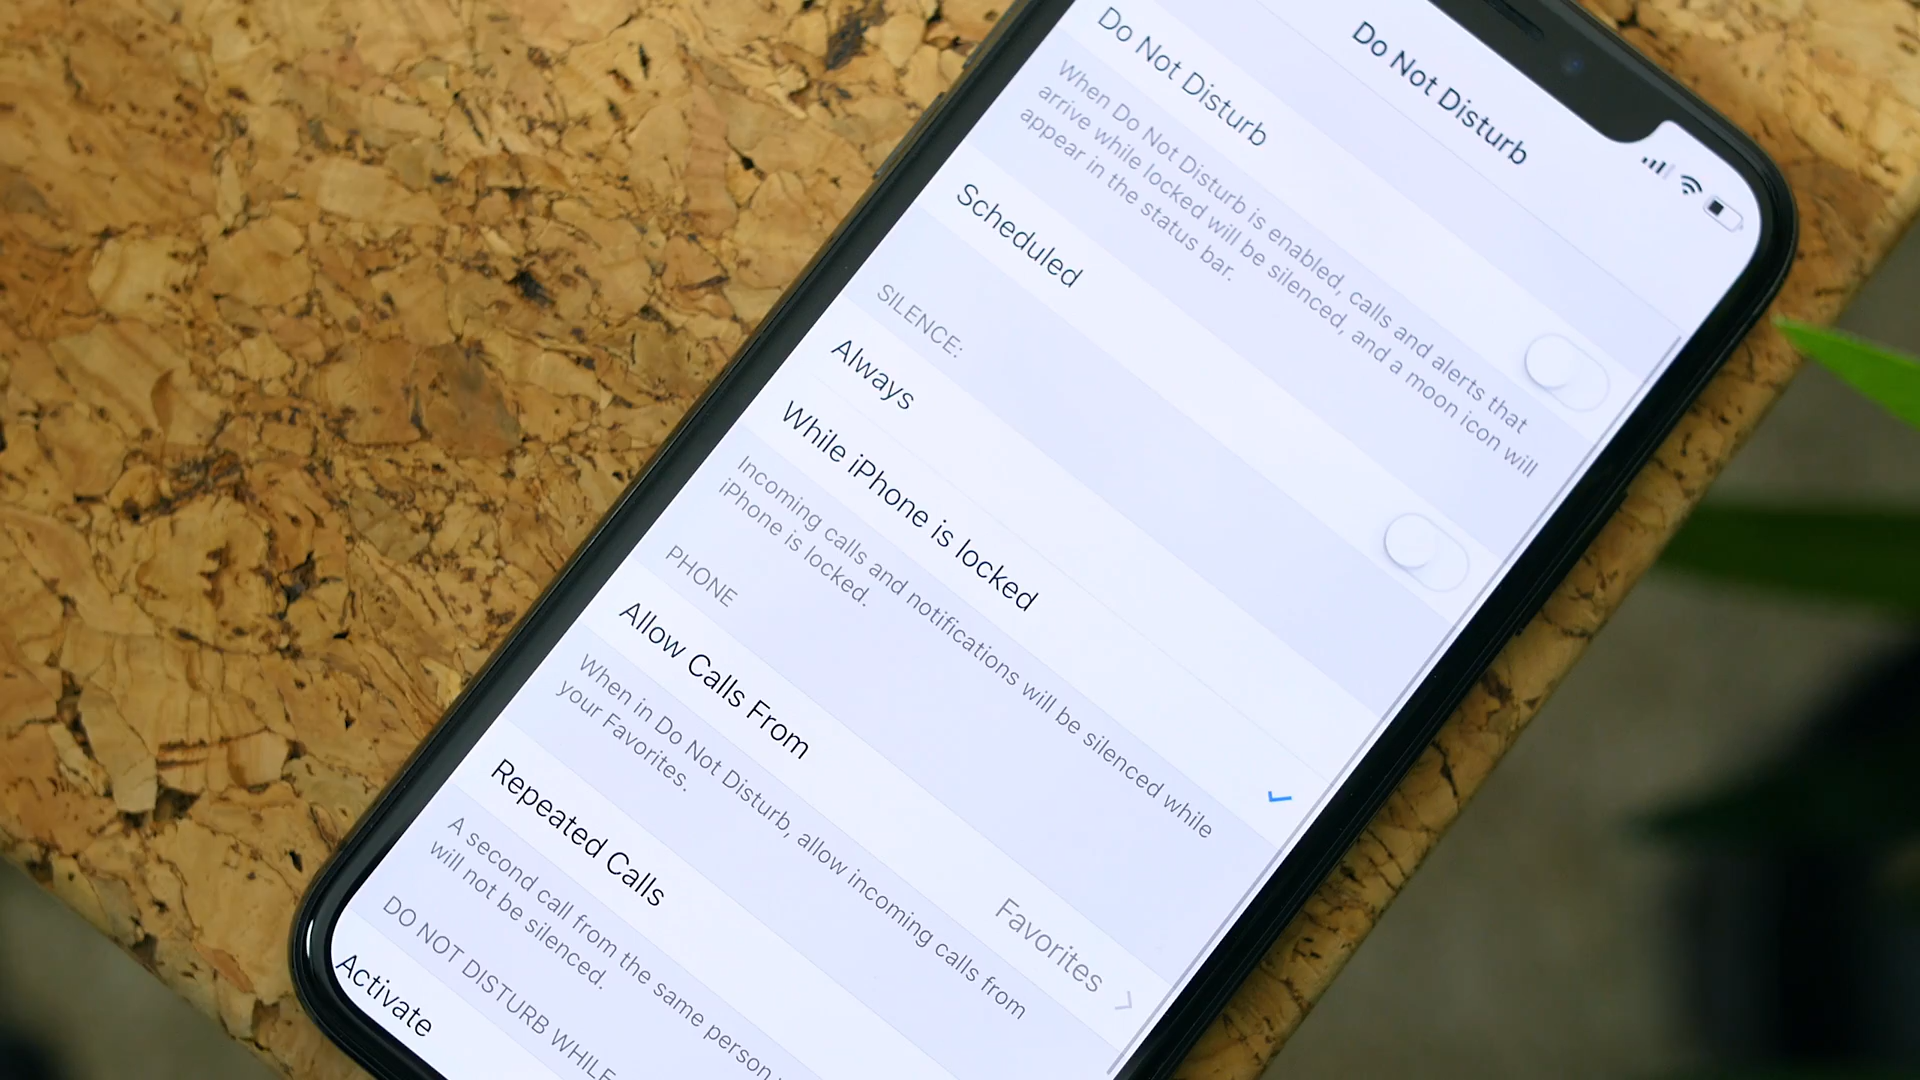 Do Not Disturb
Do Not Disturb
When Do Not Disturb is enabled, calls and alerts that
arrive while locked will be silenced, and a moon icon will
appear in the status bar.
Scheduled
SILENCE:
Always
While iPhone is locked
Incoming calls and notifications will be silenced while
iPhone is locked.
PHONE
Allow Calls From
Favorites
When in Do Not Disturb, allow incoming calls from
your Favorites.
Repeated Calls
A second call from the same person
will not be silenced.
DO NOT DISTURB WHILE
Activate